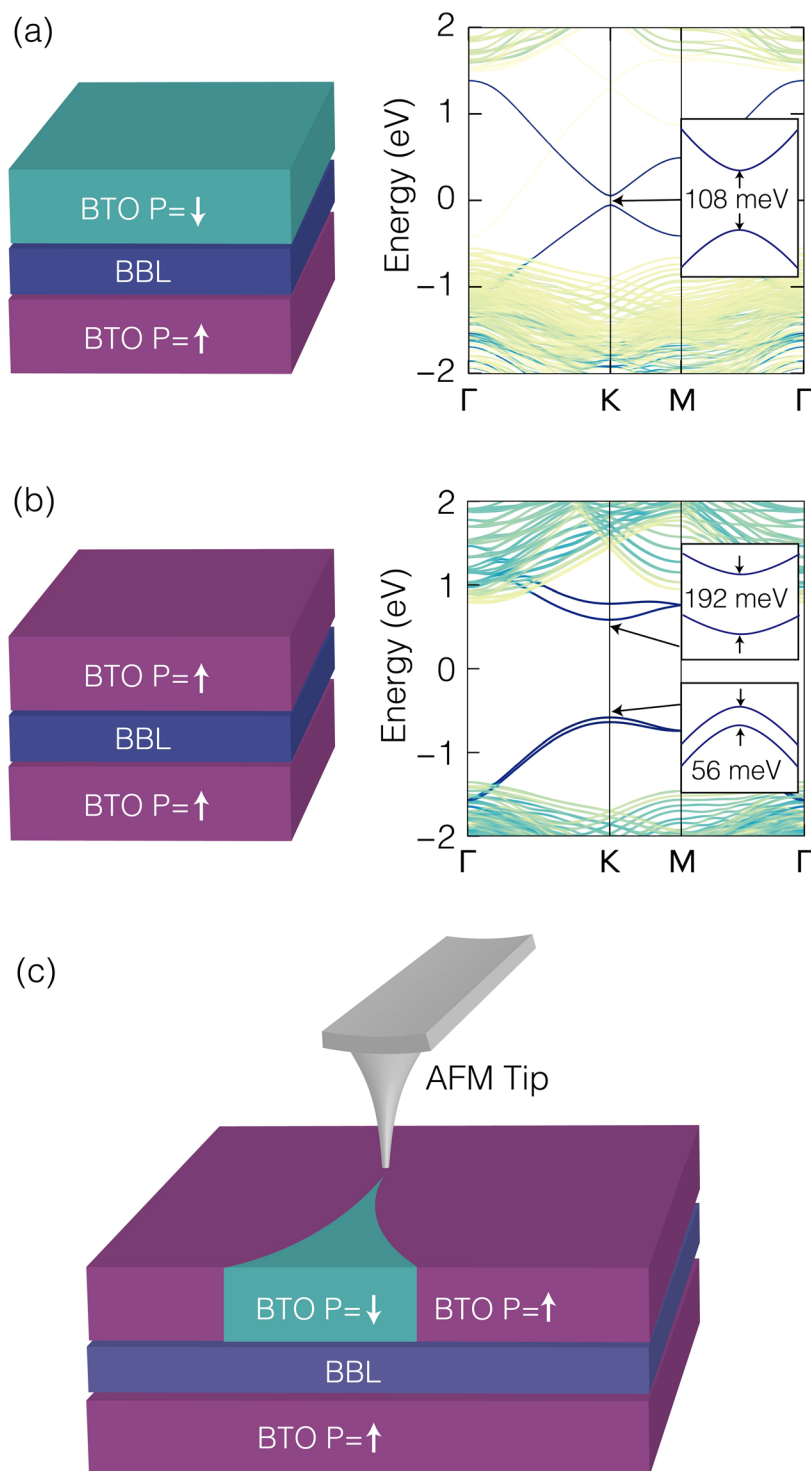 (a)
BTO P=↓
BBL
BTO P=↑
Energy (eV)
2
1
0
−1
−2
Γ K M Γ
108 meV
(b)
BTO P=↑
BBL
BTO P=↑
Energy (eV)
2
1
0
−1
−2
Γ K M Γ
192 meV
56 meV
(c)
AFM Tip
BTO P=↓ BTO P=↑
BBL
BTO P=↑